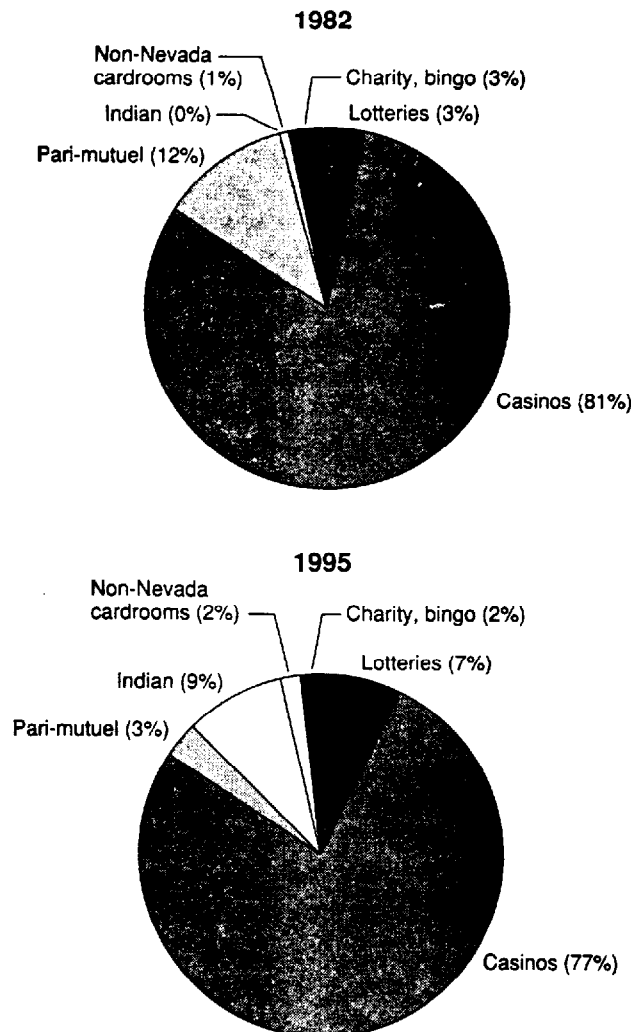 1982
Non-Nevada
cardrooms (1%)
Charity, bingo (3%)
Indian (0%)
Lotteries (3%)
Pari-mutuel (12%)
Casinos (81%)
1995
Non-Nevada
cardrooms (2%)
Charity, bingo (2%)
Lotteries (7%)
Indian (9%)
Pari-mutuel (3%)
Casinos (77%)